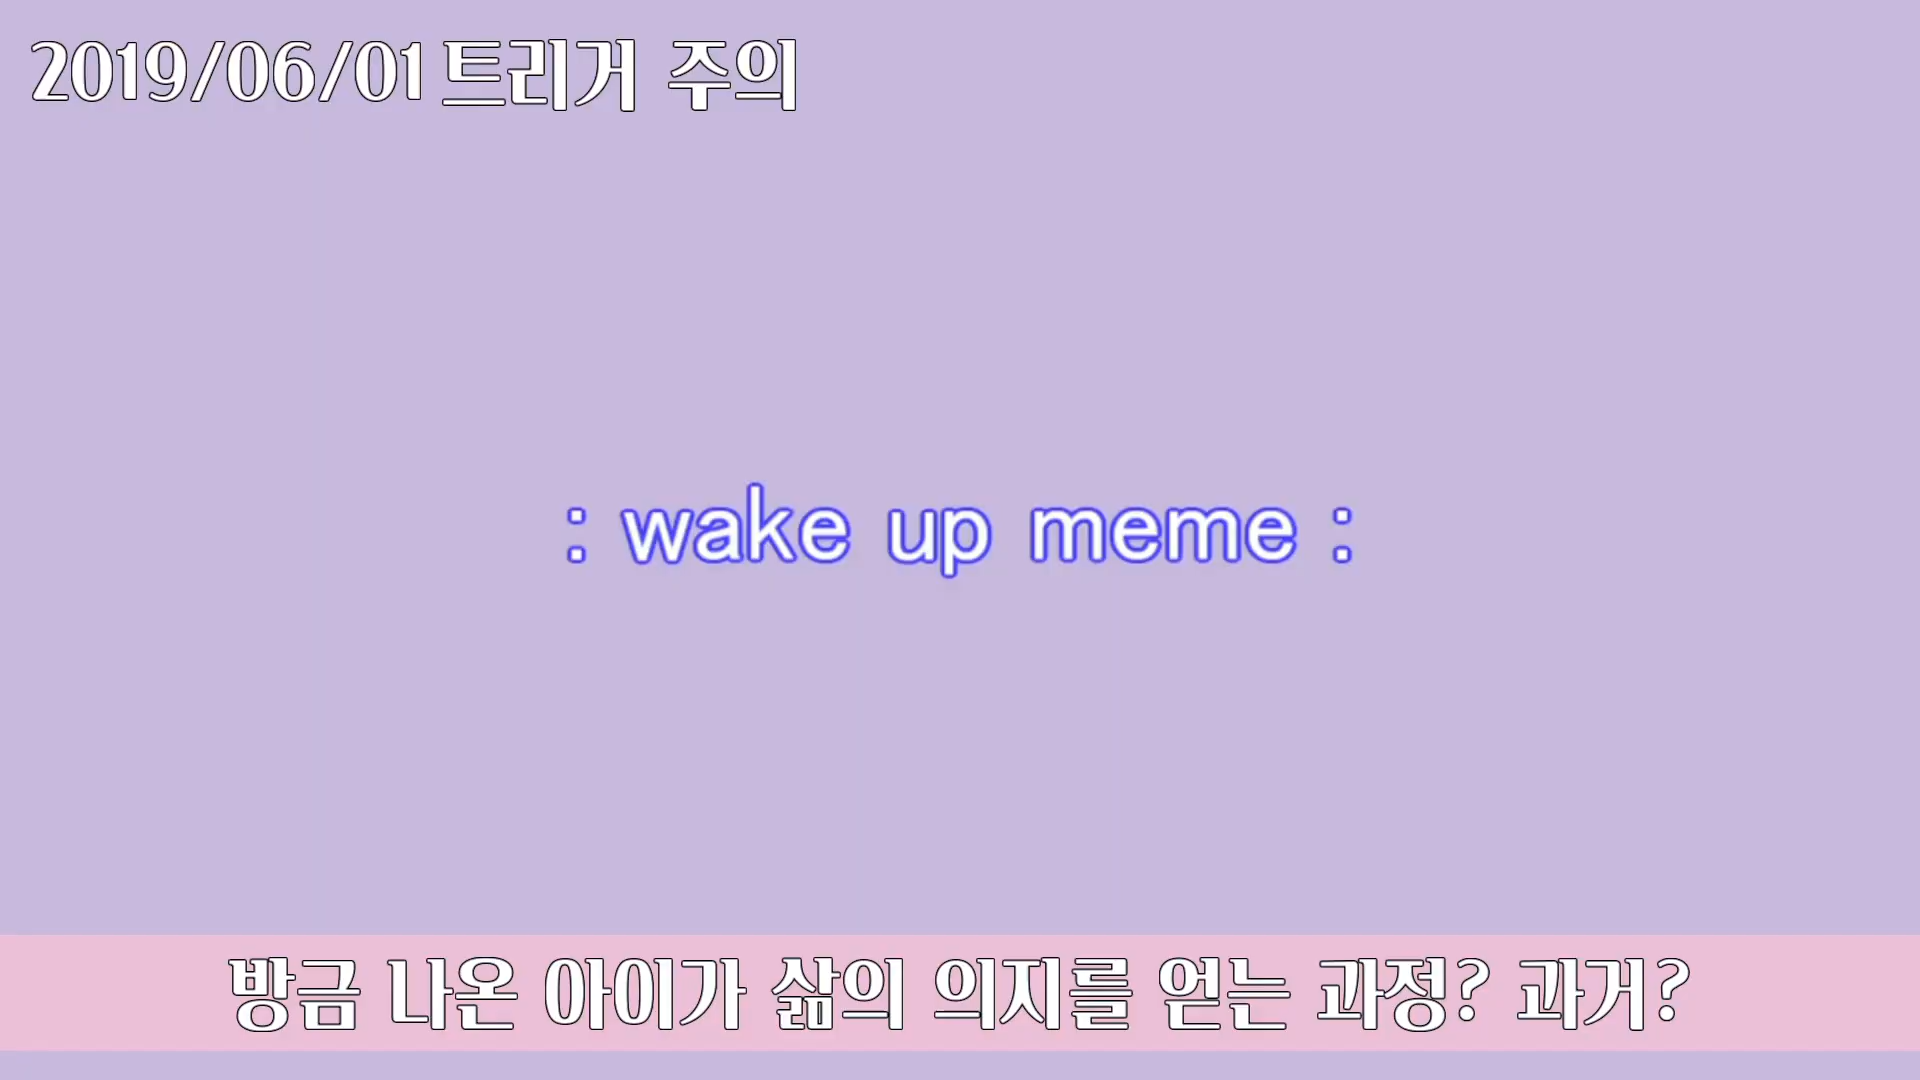 2019/06/01 트리거 주의
: wake up meme :
방금 나온 아이가 삶의 의지를 얻는 과정? 과거?